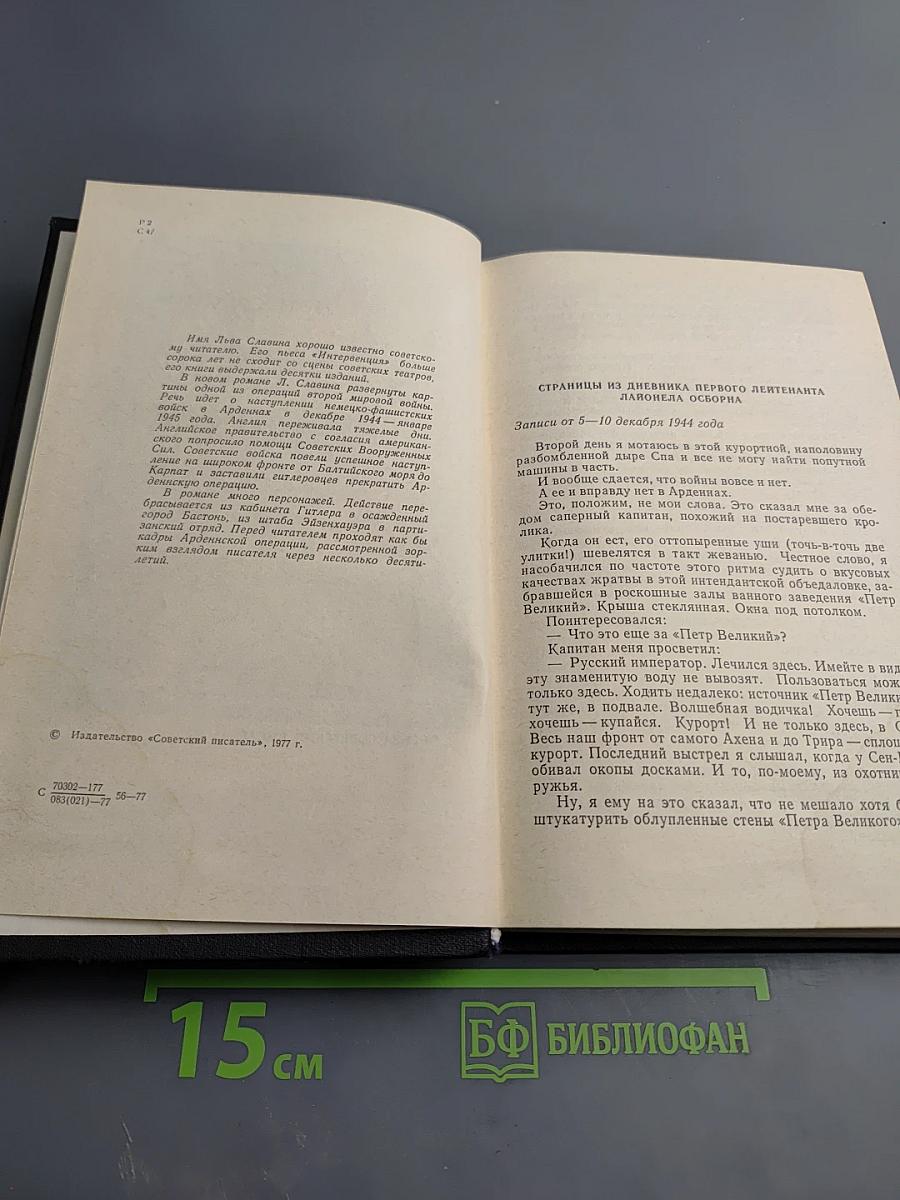 Р 2
С 47
Имя Льва Славина хорошо известно советско-
му читателю. Его пьеса «Интервенция» больше
сорока лет не сходит со сцены советских театров,
его книги выдержали десятки изданий.
В новом романе Л. Славина развернуты кар-
тины одной из операций второй мировой войны.
Речь идет о наступлении немецко-фашистских
войск в Арденнах в декабре 1944 — январе
1945 года. Англия переживала тяжелые дни.
Английское правительство с согласия американ-
ского попросило помощи Советских Вооруженных
Сил. Советские войска повели успешное наступ-
ление на широком фронте от Балтийского моря до
Карпат и заставили гитлеровцев прекратить Ар-
деннскую операцию.
В романе много персонажей. Действие пере-
брасывается из кабинета Гитлера в осажденный
город Бастонь, из штаба Эйзенхауэра в парти-
занский отряд. Перед читателем проходят как бы
кадры Арденнской операции, рассмотренной зор-
ким взглядом писателя через несколько десяти-
летий.
© Издательство «Советский писатель», 1977 г.
С 70302—177 56—77
083(021)—77
СТРАНИЦЫ ИЗ ДНЕВНИКА ПЕРВОГО ЛЕЙТЕНАНТА
ЛАЙОНЕЛА ОСБОРНА
Записи от 5—10 декабря 1944 года
Второй день я мотаюсь в этой курортной, наполовину
разбомбленной дыре Спа и все не могу найти попутной
машины в часть.
И вообще сдается, что войны вовсе и нет.
А ее и вправду нет в Арденнах.
Это, положим, не мои слова. Это сказал мне за обе-
дом саперный капитан, похожий на постаревшего кро-
лика.
Когда он ест, его оттопыренные уши (точь-в-точь две
улитки!) шевелятся в такт жеванью. Честное слово, я
насобачился по частоте этого ритма судить о вкусовых
качествах жратвы в этой интендантской объедаловке, за-
бравшейся в роскошные залы ванного заведения «Петр
Великий». Крыша стеклянная. Окна под потолком.
Поинтересовался:
— Что это еще за «Петр Великий»?
Капитан меня просветил:
— Русский император. Лечился здесь. Имейте в вид
эту знаменитую воду не вывозят. Пользоваться мож
только здесь. Ходить недалеко: источник «Петр Велики
тут же, в подвале. Волшебная водичка! Хочешь — п
хочешь — купайся. Курорт! И не только здесь, в С
Весь наш фронт от самого Ахена и до Трира — сплош
курорт. Последний выстрел я слышал, когда у Сен-
обивал окопы досками. И то, по-моему, из охотни
ружья.
Ну, я ему на это сказал, что не мешало хотя б
штукатурить облупленные стены «Петра Великого»
15 см
БФ БИБЛИОФАН